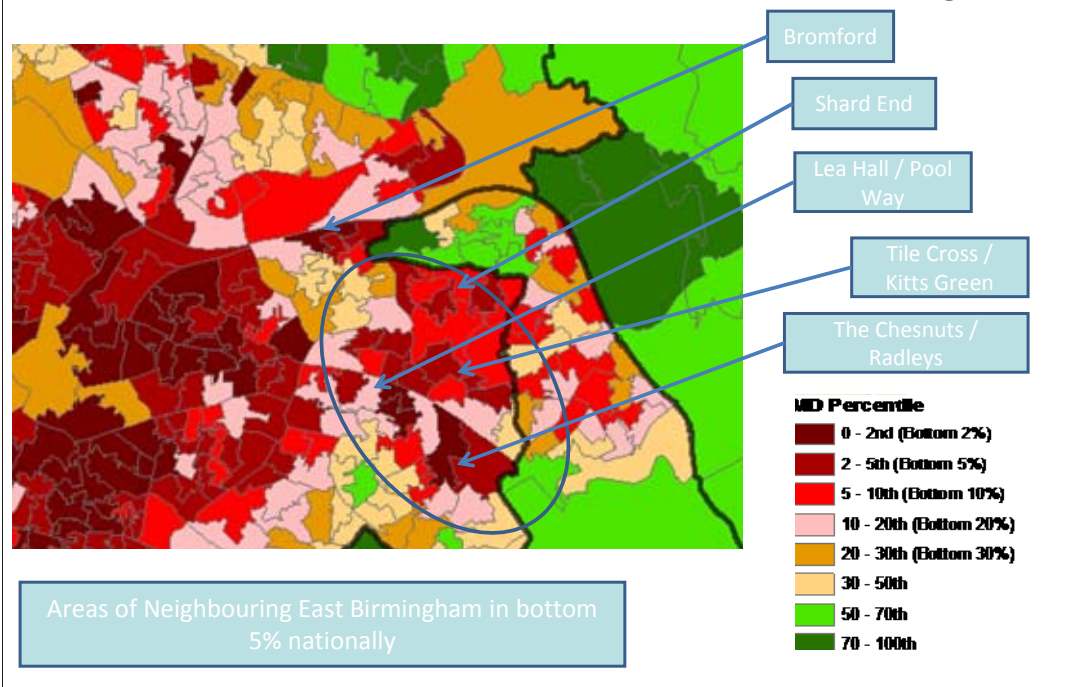 Bromford
Shard End
Lea Hall / Pool
Way
Tile Cross /
Kitts Green
The Chesnuts /
Radleys
IMD Percentile
0 - 2nd (Bottom 2%)
2 - 5th (Bottom 5%)
5 - 10th (Bottom 10%)
10 - 20th (Bottom 20%)
20 - 30th (Bottom 30%)
30 - 50th
50 - 70th
70 - 100th
Areas of Neighbouring East Birmingham in bottom
5% nationally